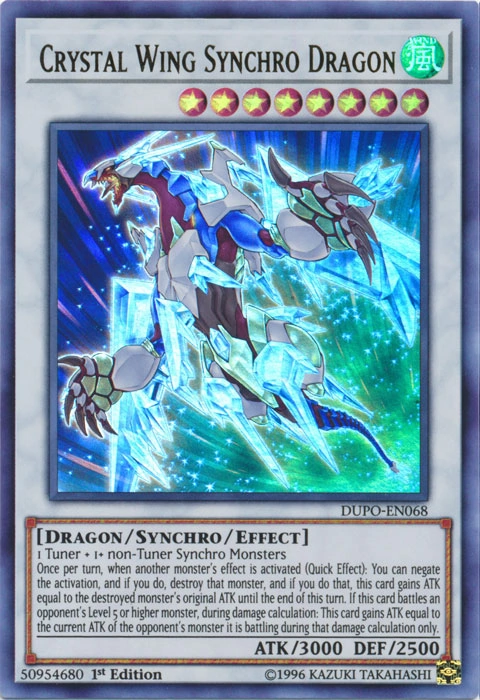 CRYSTAL WING SYNCHRO DRAGON
WIND
風
DUPO-EN068
[DRAGON/SYNCHRO/EFFECT]
1 Tuner + 1+ non-Tuner Synchro Monsters
Once per turn, when another monster's effect is activated (Quick Effect): You can negate
the activation, and if you do, destroy that monster, and if you do that, this card gains ATK
equal to the destroyed monster's original ATK until the end of this turn. If this card battles an
opponent's Level 5 or higher monster, during damage calculation: This card gains ATK equal to
the current ATK of the opponent's monster it is battling during that damage calculation only.
ATK/3000 DEF/2500
50954680 1st Edition ©1996 KAZUKI TAKAHASHI